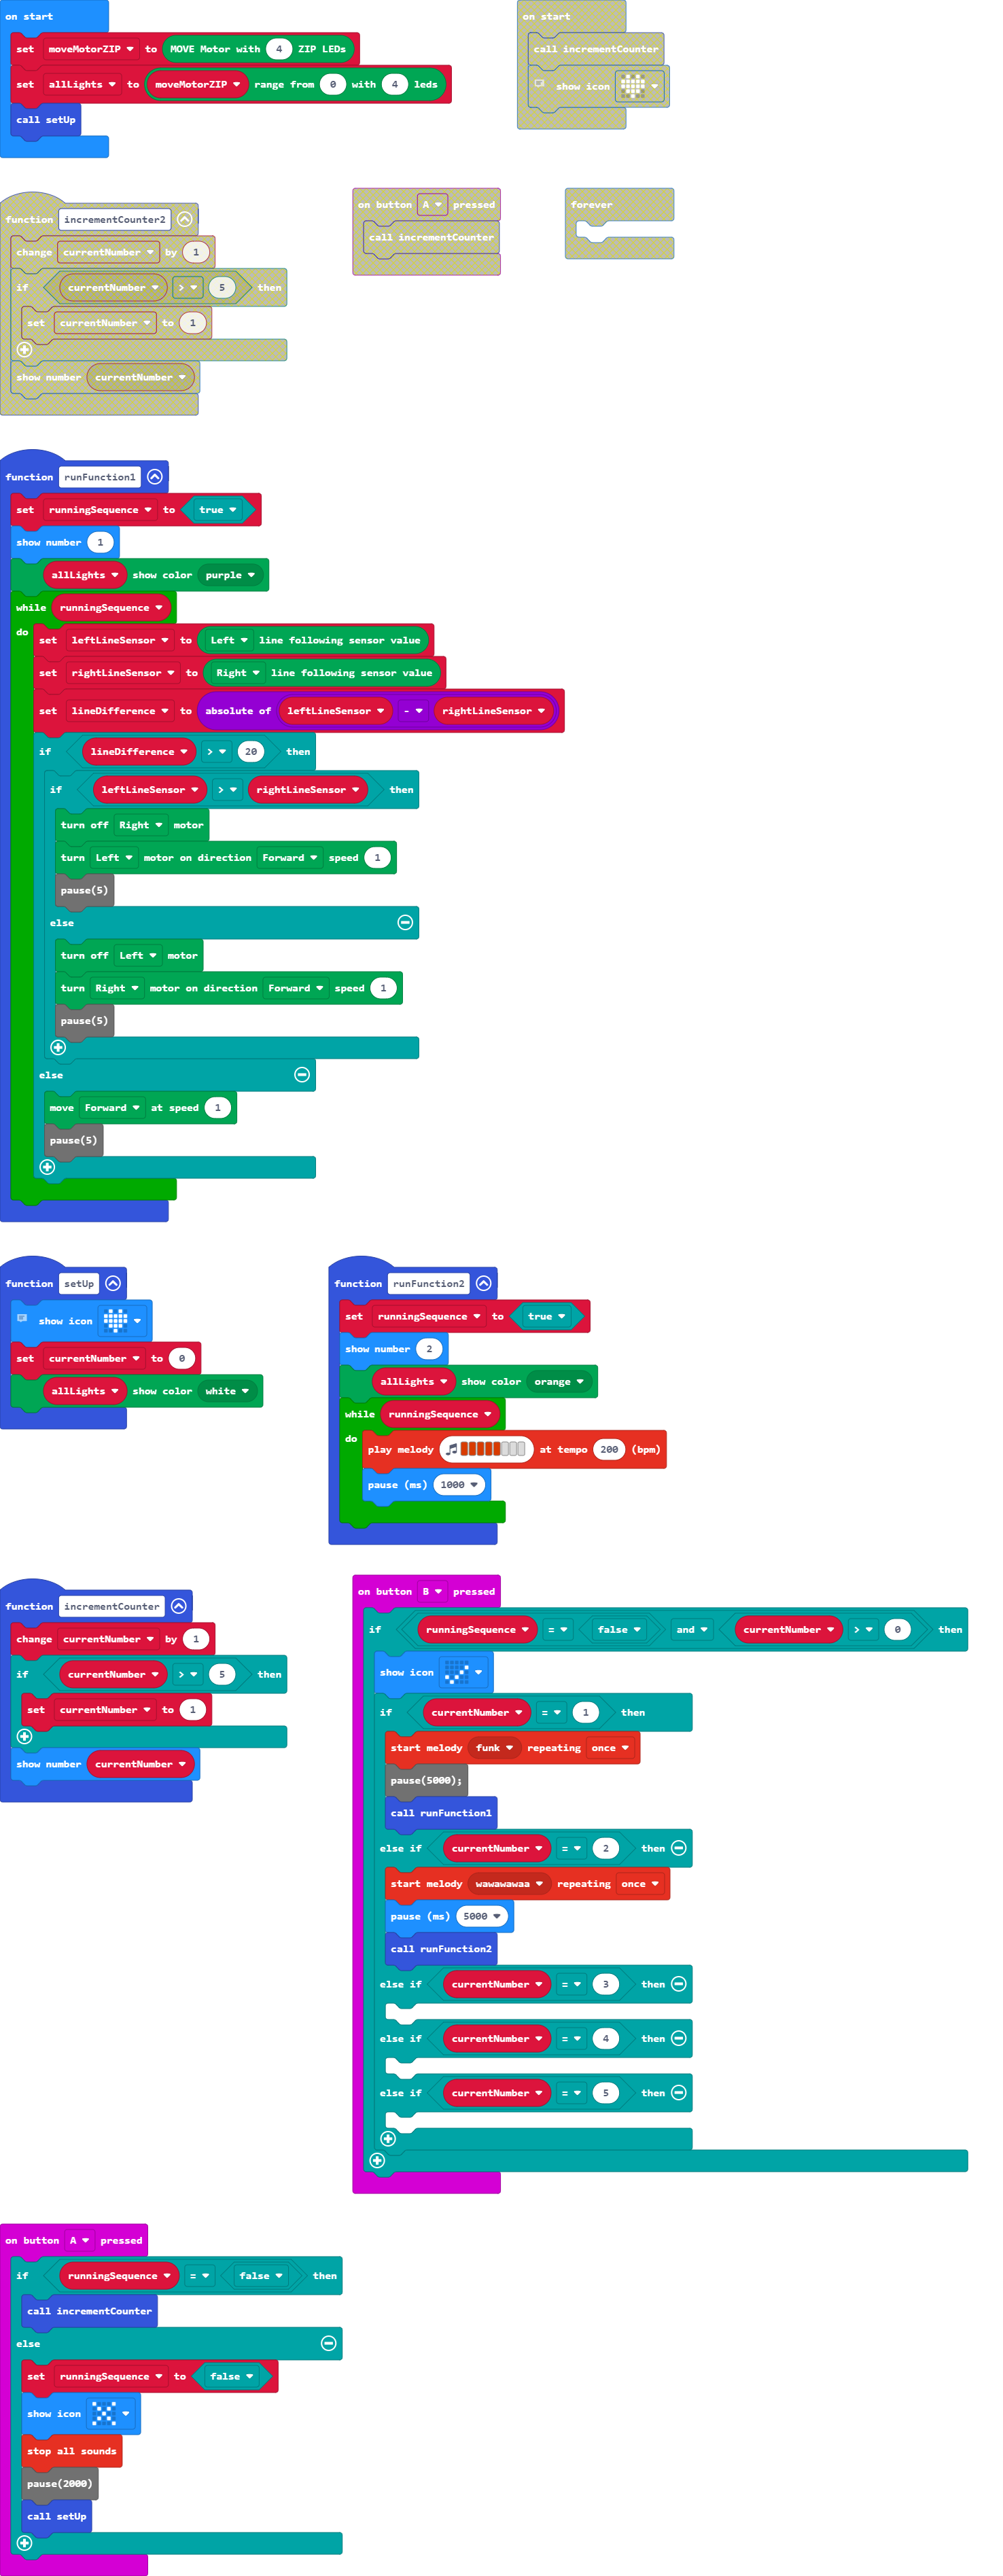 on start
set moveMotorZIP to MOVE Motor with 4 ZIP LEDs
set allLights to moveMotorZIP range from 0 with 4 leds
call setUp
on start
call incrementCounter
show icon
function incrementCounter2
change currentNumber by 1
if currentNumber > 5 then
set currentNumber to 1
show number currentNumber
on button A pressed
call incrementCounter
forever
function runFunction1
set runningSequence to true
show number 1
allLights show color purple
while runningSequence
do
set leftLineSensor to Left line following sensor value
set rightLineSensor to Right line following sensor value
set lineDifference to absolute of leftLineSensor - rightLineSensor
if lineDifference > 20 then
if leftLineSensor > rightLineSensor then
turn off Right motor
turn Left motor on direction Forward speed 1
pause(5)
else
turn off Left motor
turn Right motor on direction Forward speed 1
pause(5)
else
move Forward at speed 1
pause(5)
function setUp
show icon
set currentNumber to 0
allLights show color white
function runFunction2
set runningSequence to true
show number 2
allLights show color orange
while runningSequence
do
play melody at tempo 200 (bpm)
pause (ms) 1000
function incrementCounter
change currentNumber by 1
if currentNumber > 5 then
set currentNumber to 1
show number currentNumber
on button B pressed
if runningSequence = false and currentNumber > 0 then
show icon
if currentNumber = 1 then
start melody funk repeating once
pause(5000);
call runFunction1
else if currentNumber = 2 then
start melody wawawawaa repeating once
pause (ms) 5000
call runFunction2
else if currentNumber = 3 then
else if currentNumber = 4 then
else if currentNumber = 5 then
on button A pressed
if runningSequence = false then
call incrementCounter
else
set runningSequence to false
show icon
stop all sounds
pause(2000)
call setUp